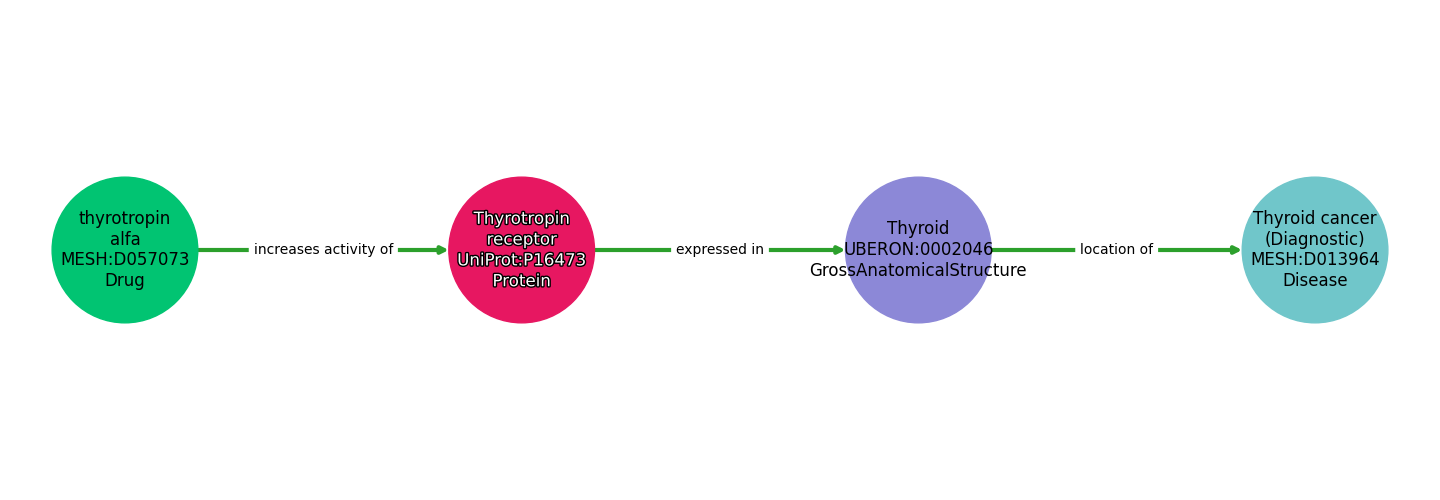 thyrotropin
alfa
MESH:D057073
Drug
increases activity of
Thyrotropin
receptor
UniProt:P16473
Protein
expressed in
Thyroid
UBERON:0002046
GrossAnatomicalStructure
location of
Thyroid cancer
(Diagnostic)
MESH:D013964
Disease